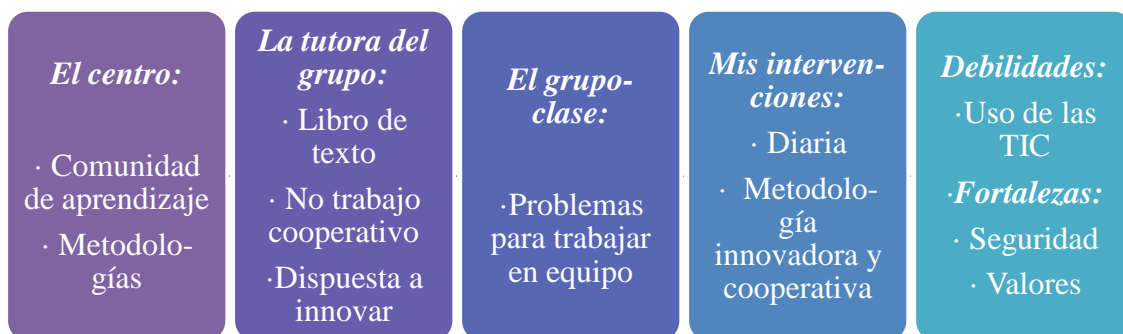 El centro:
· Comunidad
de aprendizaje
· Metodolo-
gías
La tutora del
grupo:
· Libro de
texto
· No trabajo
cooperativo
·Dispuesta a
innovar
El grupo-
clase:
·Problemas
para trabajar
en equipo
Mis interven-
ciones:
· Diaria
· Metodolo-
gía
innovadora y
cooperativa
Debilidades:
·Uso de las
TIC
·Fortalezas:
· Seguridad
· Valores